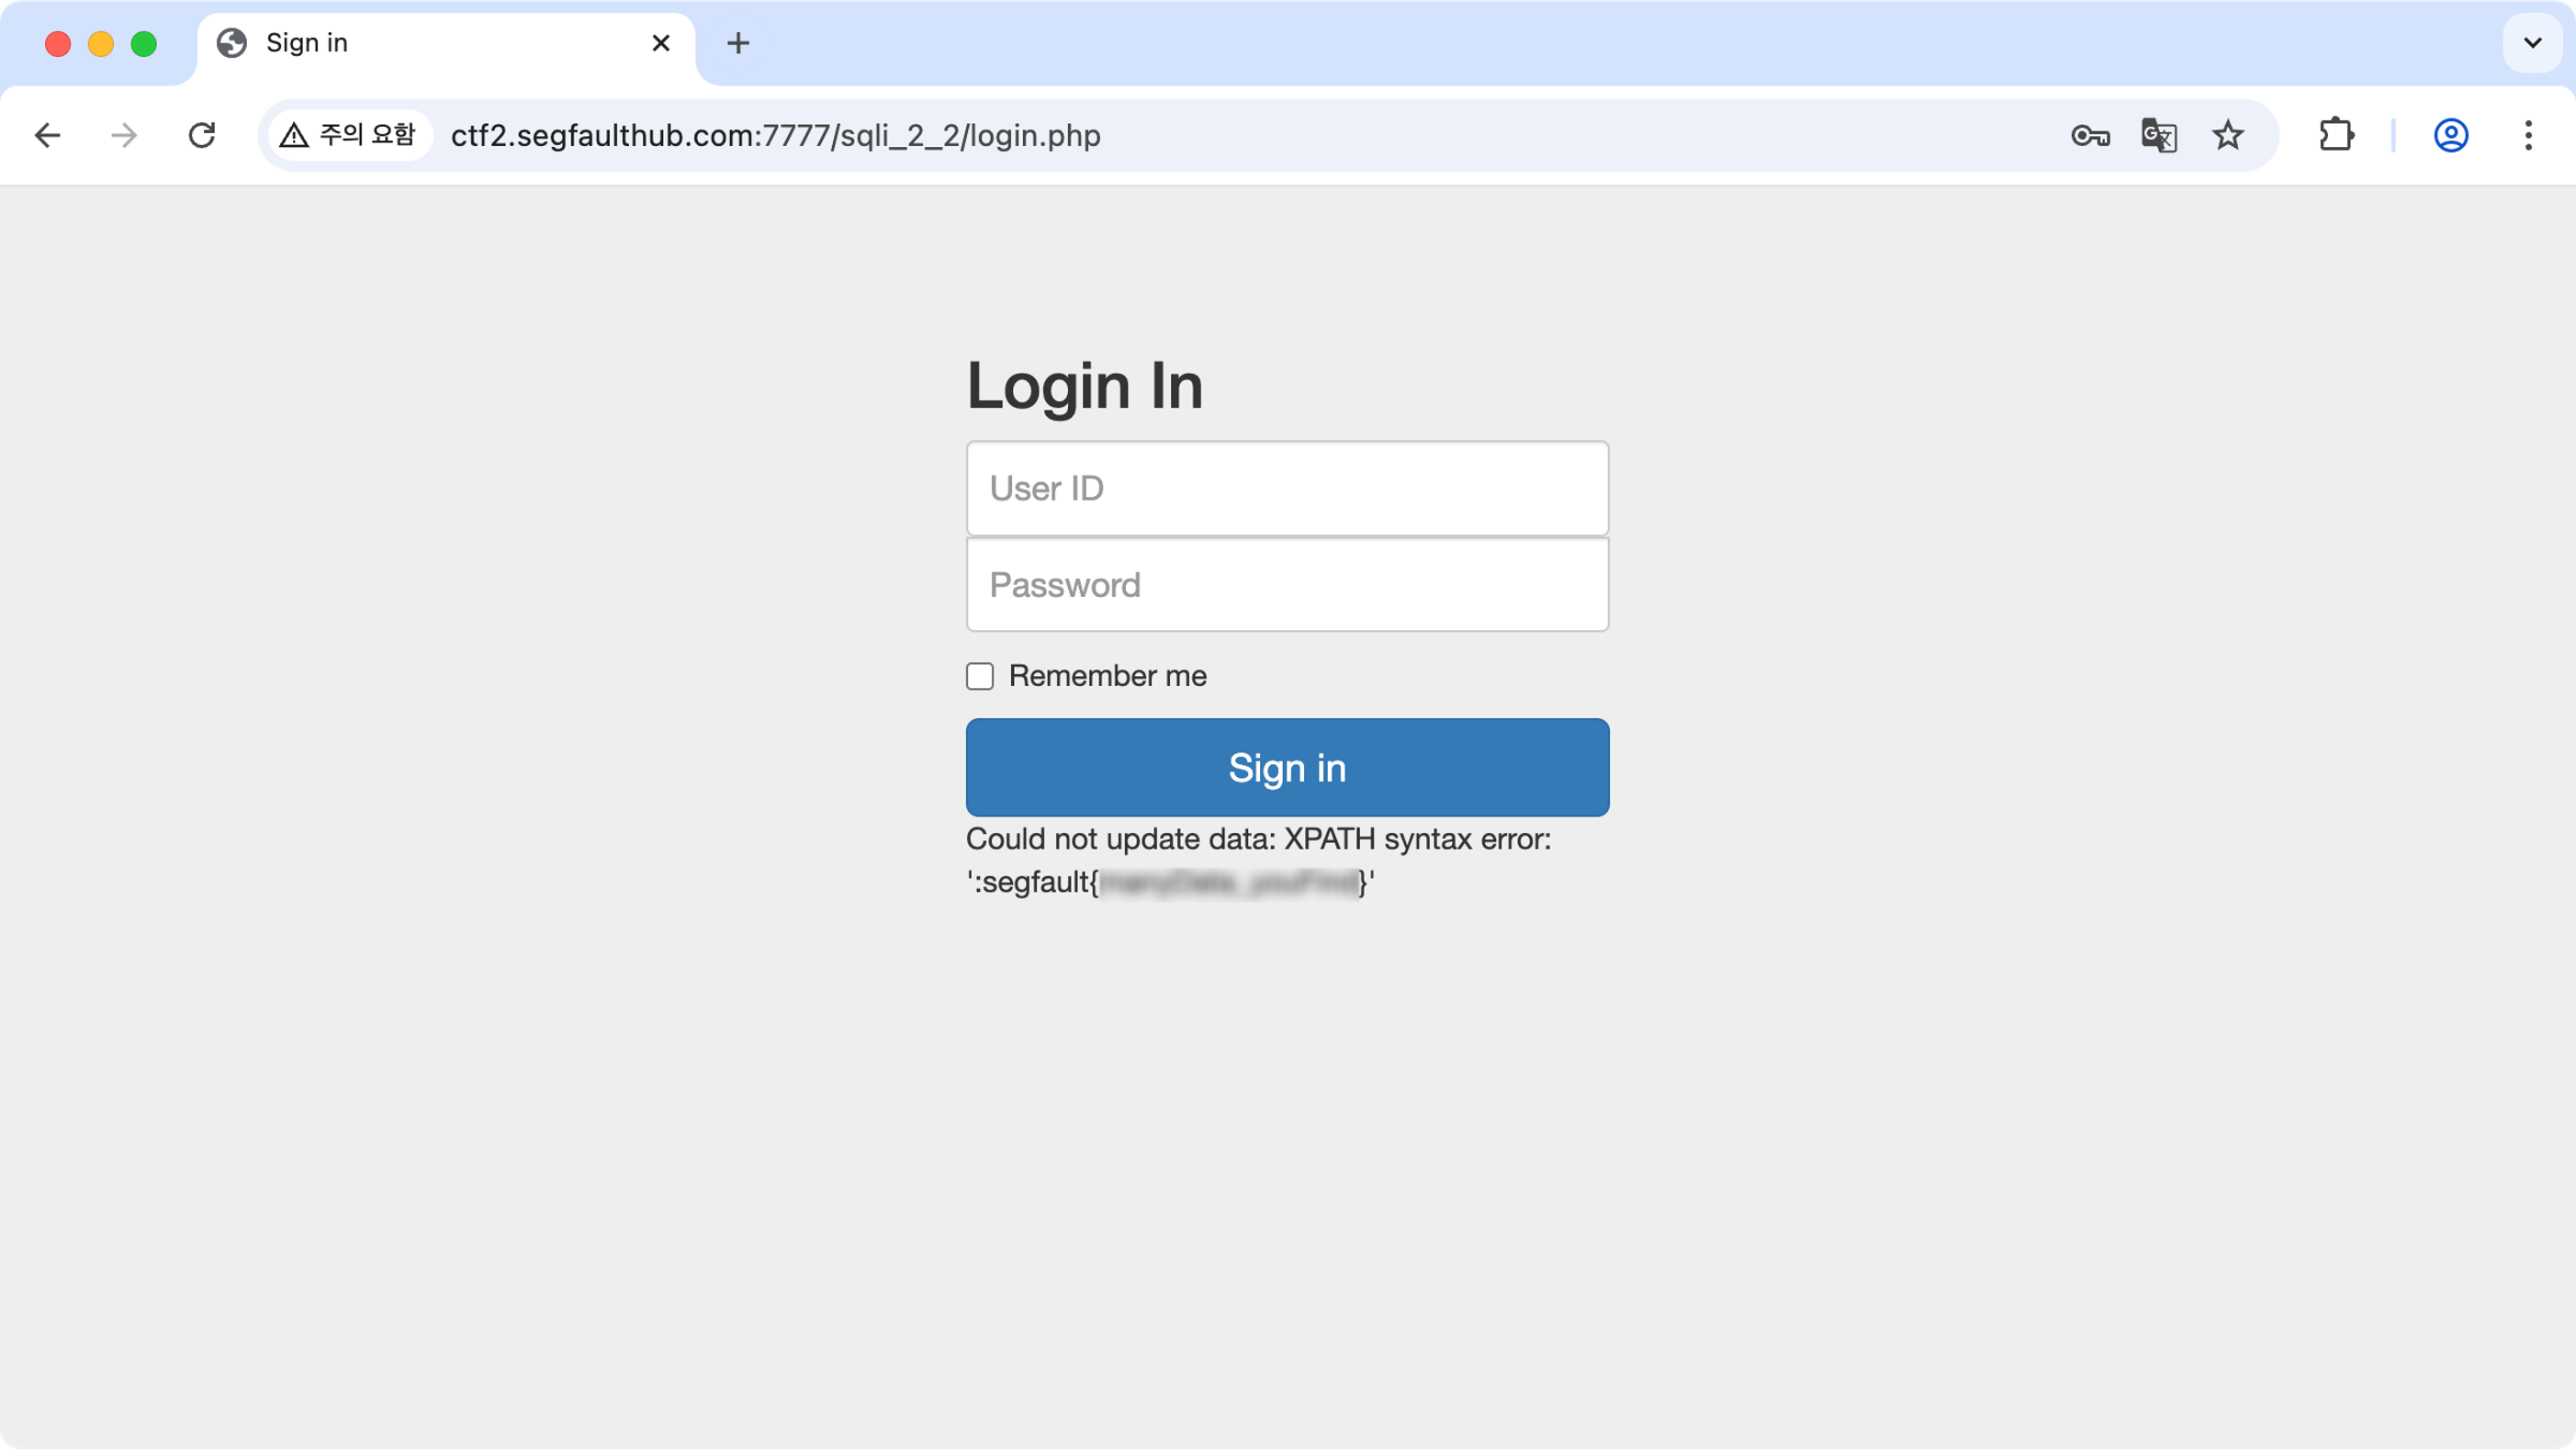 Sign in
주의 요함 ctf2.segfaulthub.com:7777/sqli_2_2/login.php
Login In
User ID
Password
Remember me
Sign in
Could not update data: XPATH syntax error:
':segfault{ }'